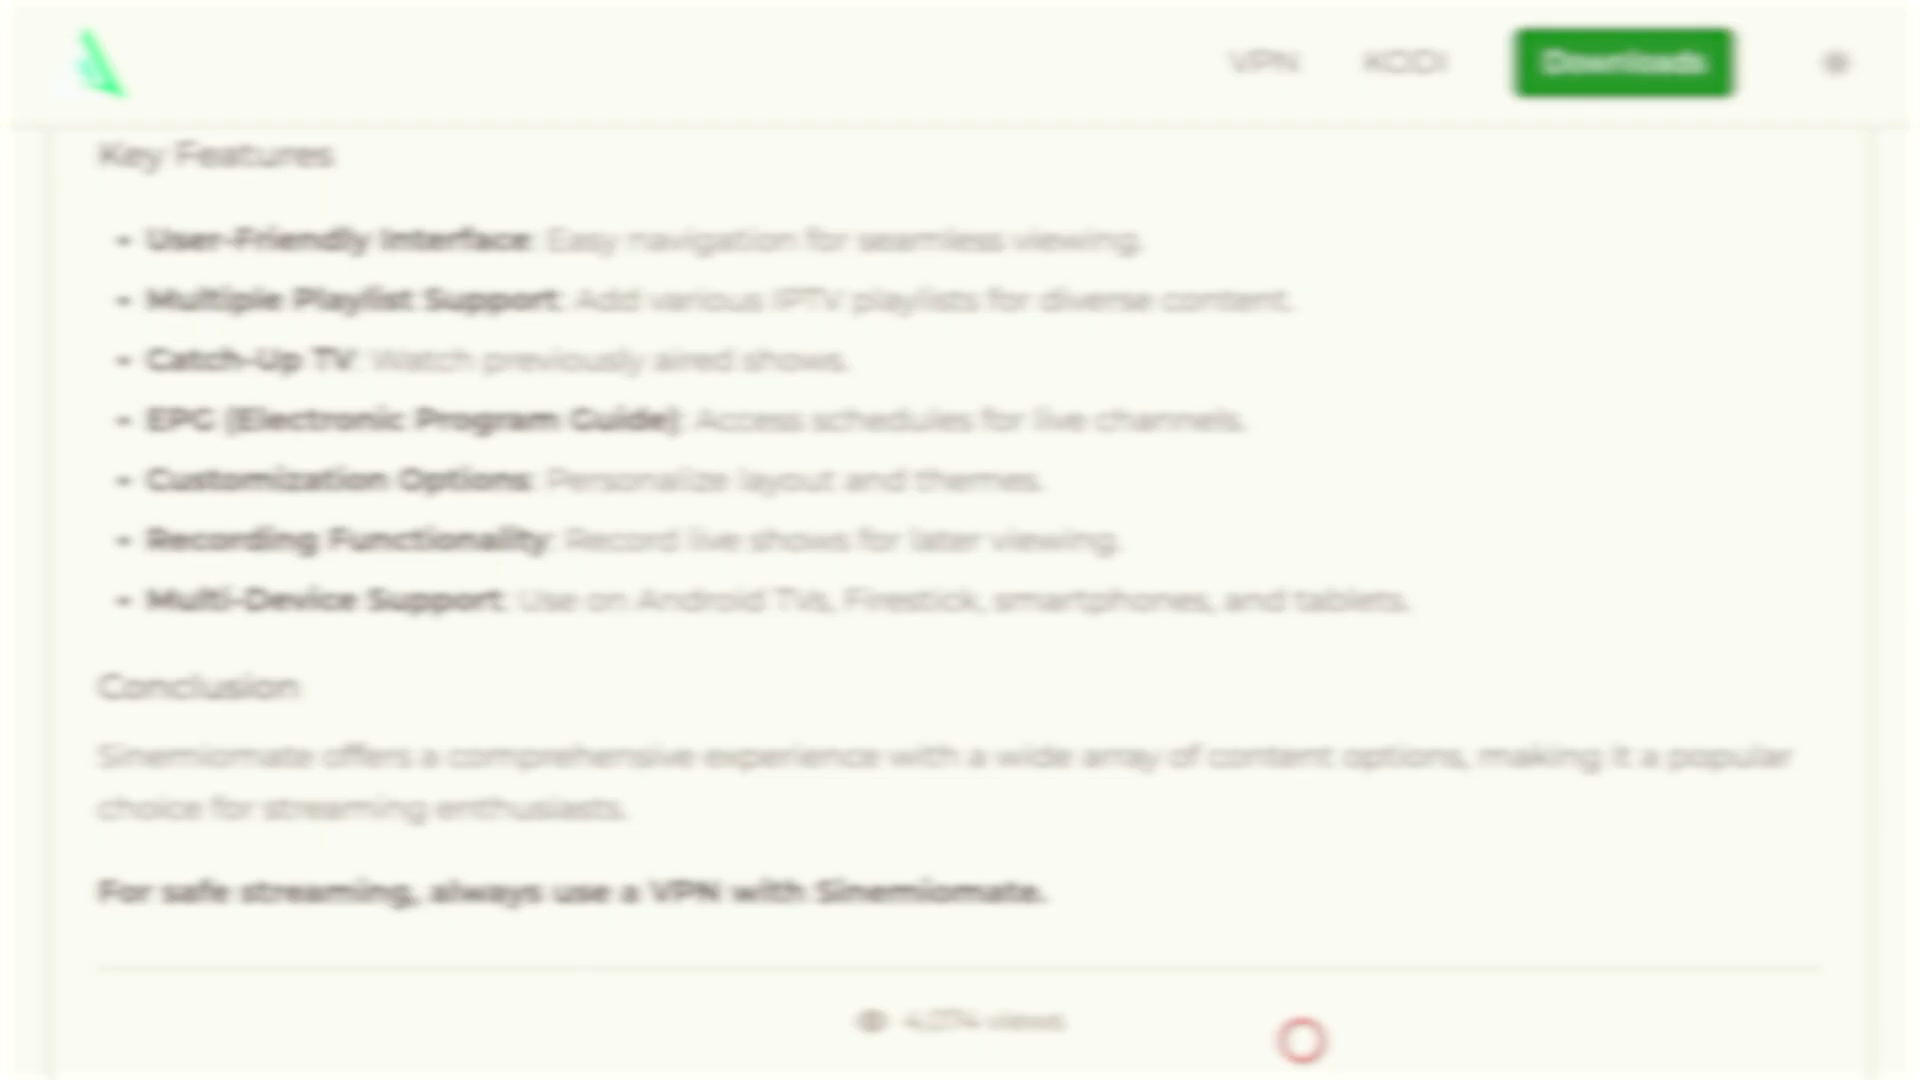 VPN KODI Downloads
Key Features
- User-Friendly Interface: Easy navigation for seamless viewing.
- Multiple Playlist Support: Add various IPTV playlists for diverse content.
- Catch-Up TV: Watch previously aired shows.
- EPG (Electronic Program Guide): Access schedules for live channels.
- Customization Options: Personalize layout and themes.
- Recording Functionality: Record live shows for later viewing.
- Multi-Device Support: Use on Android TVs, Firestick, smartphones, and tablets.
Conclusion
Sinemiomate offers a comprehensive experience with a wide array of content options, making it a popular
choice for streaming enthusiasts.
For safe streaming, always use a VPN with Sinemiomate.
views